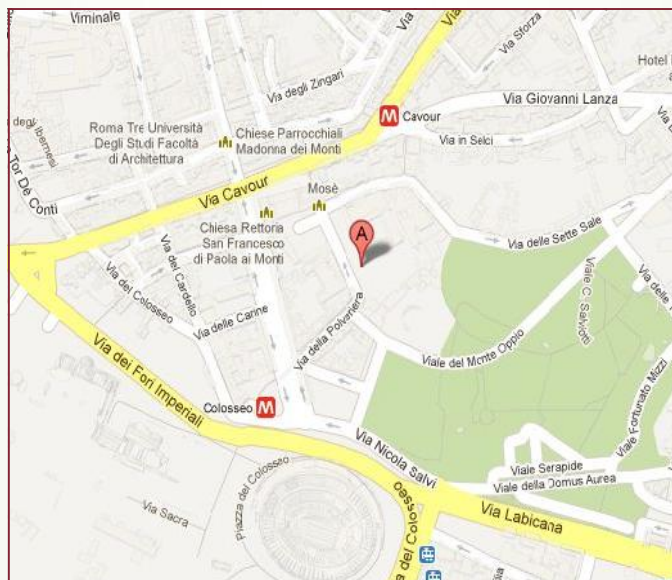 Viminale
Via
Via
Via Sforza
Hotel
Via degli Zingari
Via Giovanni Lanza
M Cavour
degli Ibernesi
Roma Tre Università
Degli Studi Facoltà
di Architettura
Chiese Parrocchiali
Madonna dei Monti
Via in Selci
Tor De Conti
Via Cavour
Mosè
Chiesa Rettoria
San Francesco
di Paola ai Monti
A
Via delle Sette Sale
Via del Colosseo
Via del Cardello
Via delle Carine
Via della Polveriera
Via delle
Viale del Monte Oppio
Via dei Fori Imperiali
Viale Fortunato Mizzi
Colosseo M
Via Nicola Salvi
Viale Serapide
Viale della Domus Aurea
Piazza del Colosseo
Via Sacra
Via Labicana
del Colosseo